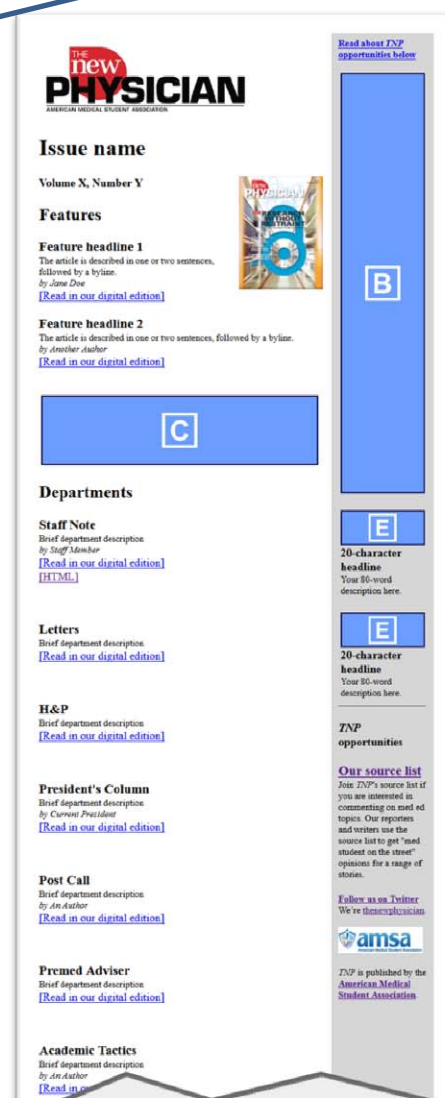 THE
new
PHYSICIAN
AMERICAN MEDICAL STUDENT ASSOCIATION
Issue name
Volume X, Number Y
new
PHYSICIAN
RESEARCH
WITHOUT
RESTRAINT
Features
Feature headline 1
The article is described in one or two sentences,
followed by a byline.
by Jane Doe
[Read in our digital edition]
Feature headline 2
The article is described in one or two sentences, followed by a byline.
by Another Author
[Read in our digital edition]
C
Departments
Staff Note
Brief department description
by Staff Member
[Read in our digital edition]
[HTML]
Letters
Brief department description
[Read in our digital edition]
H&P
Brief department description
[Read in our digital edition]
President's Column
Brief department description
by Current President
[Read in our digital edition]
Post Call
Brief department description
by An Author
[Read in our digital edition]
Premed Adviser
Brief department description
[Read in our digital edition]
Academic Tactics
Brief department description
by An Author
[Read in
Read about TNP
opportunities below
B
E
20-character
headline
Your 80-word
description here.
E
20-character
headline
Your 80-word
description here.
TNP
opportunities
Our source list
Join TNP's source list if
you are interested in
commenting on med ed
topics. Our reporters
and writers use the
source list to get "med
student on the street"
opinions for a range of
stories.
Follow us on Twitter
We're thenewphysician.
amsa
American Medical Student Association
TNP is published by the
American Medical
Student Association.